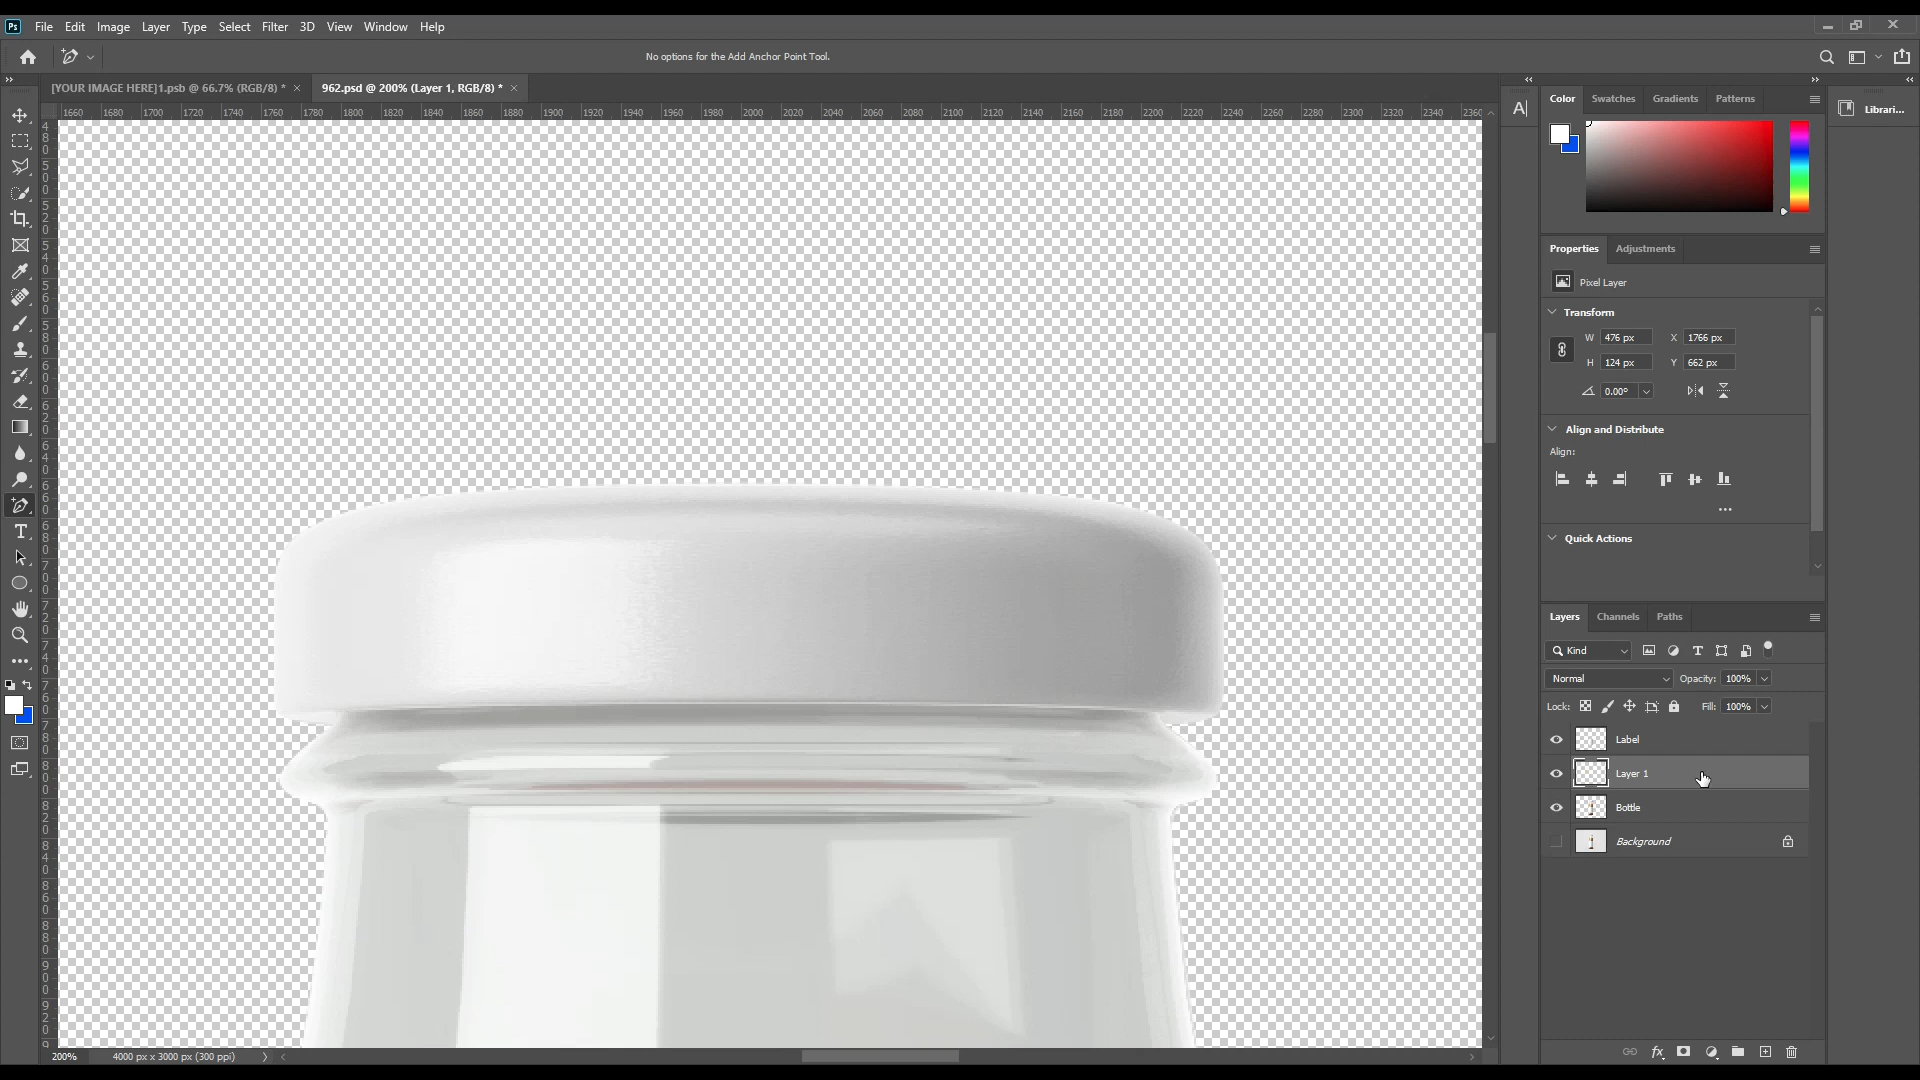 Ps File Edit Image Layer Type Select Filter 3D View Window Help
No options for the Add Anchor Point Tool.
[YOUR IMAGE HERE]1.psb @ 66.7% (RGB/8) * × 962.psd @ 200% (Layer 1, RGB/8) * ×
1660 1680 1700 1720 1740 1760 1780 1800 1820 1840 1860 1880 1900 1920 1940 1960 1980 2000 2020 2040 2060 2080 2100 2120 2140 2160 2180 2200 2220 2240 2260 2280 2300 2320 2340 2360
Color Swatches Gradients Patterns
Librari...
Properties Adjustments
Pixel Layer
Transform
W 476 px X 1766 px
H 124 px Y 662 px
0.00°
Align and Distribute
Align:
Quick Actions
Layers Channels Paths
Kind
Normal Opacity: 100%
Lock: Fill: 100%
Label
Layer 1
Bottle
Background
200% 4000 px x 3000 px (300 ppi)